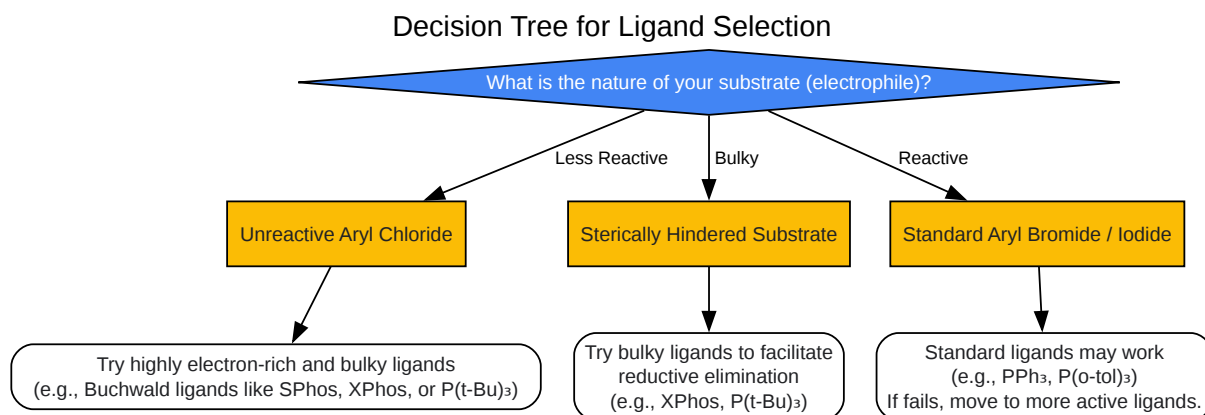 Decision Tree for Ligand Selection
What is the nature of your substrate (electrophile)?
Less Reactive
Bulky
Reactive
Unreactive Aryl Chloride
Sterically Hindered Substrate
Standard Aryl Bromide / Iodide
Try highly electron-rich and bulky ligands
(e.g., Buchwald ligands like SPhos, XPhos, or P(t-Bu)₃)
Try bulky ligands to facilitate
reductive elimination
(e.g., XPhos, P(t-Bu)₃)
Standard ligands may work
(e.g., PPh₃, P(o-tol)₃)
If fails, move to more active ligands.